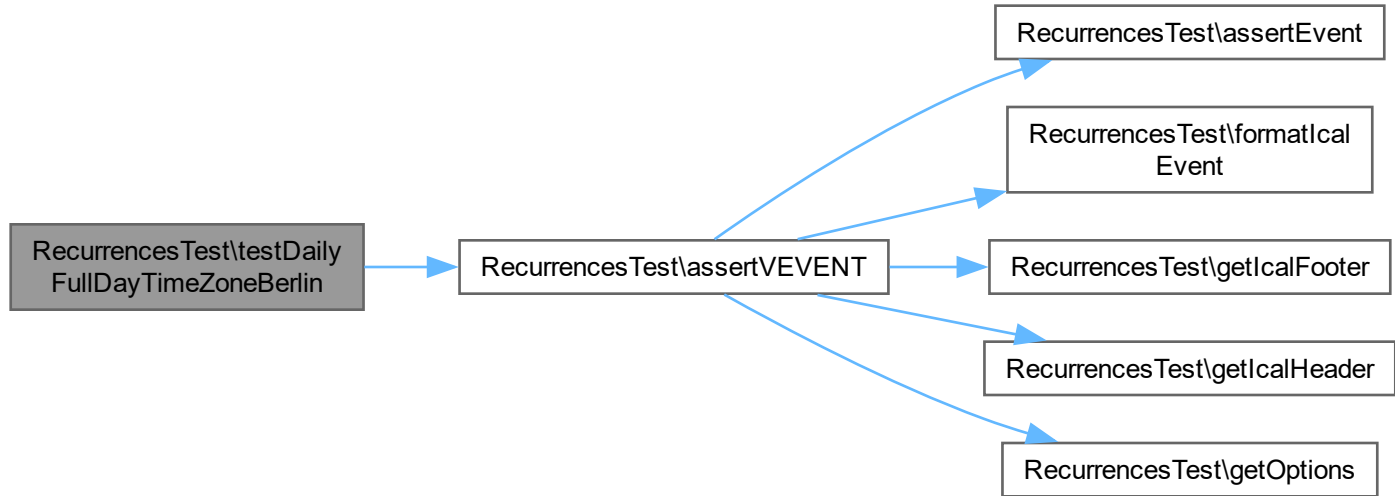 RecurrencesTest\assertEvent
RecurrencesTest\formatIcal
Event
RecurrencesTest\testDaily
FullDayTimeZoneBerlin
RecurrencesTest\assertVEVENT
RecurrencesTest\getIcalFooter
RecurrencesTest\getIcalHeader
RecurrencesTest\getOptions